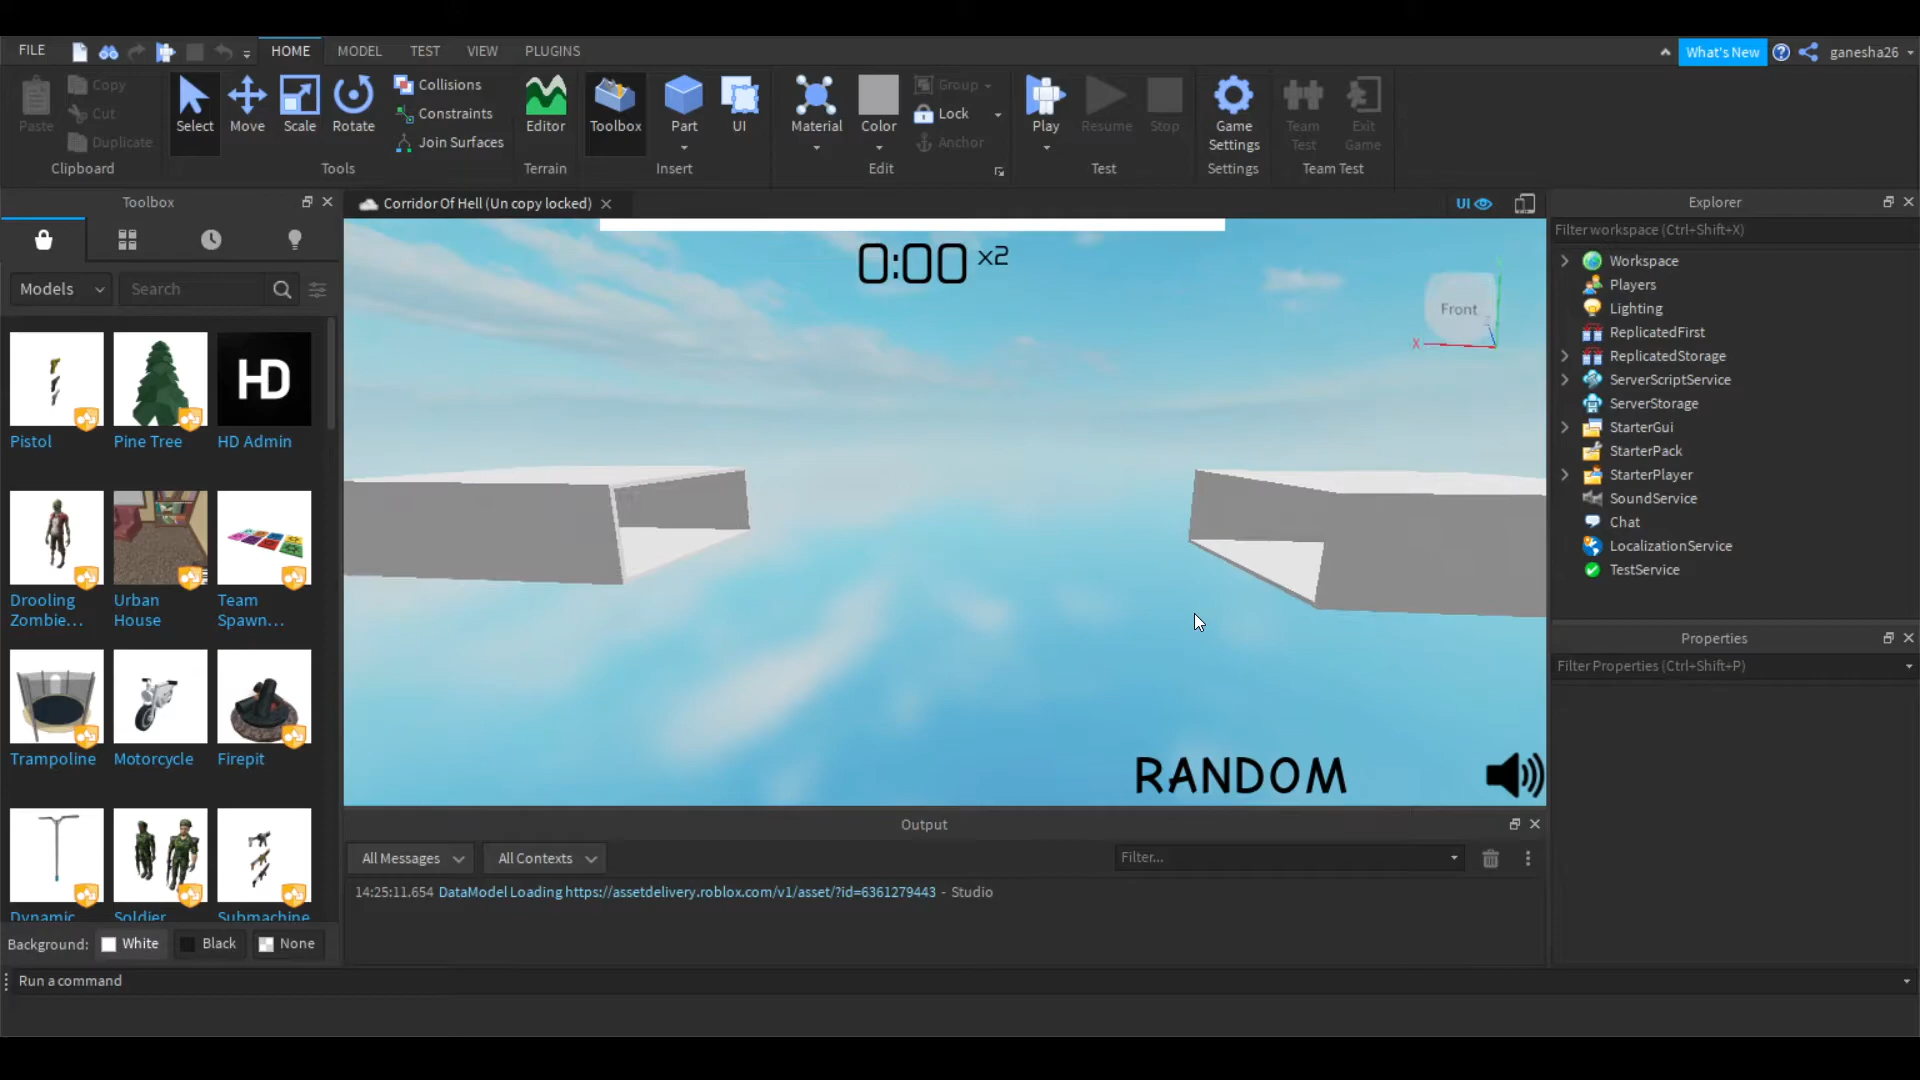 FILE HOME MODEL TEST VIEW PLUGINS What's New ganesha26
Paste Copy Cut Duplicate Clipboard
Select Move Scale Rotate Collisions Constraints Join Surfaces Tools
Editor Terrain
Toolbox Part UI Insert
Material Color Group Lock Anchor Edit
Play Resume Stop Test
Game Settings Settings
Team Test Exit Game Team Test
Toolbox
Models Search
Pistol Pine Tree HD Admin
HD
Drooling Zombie... Urban House Team Spawn...
Trampoline Motorcycle Firepit
Dynamic Soldier Submachine
Background: White Black None
Corridor Of Hell (Un copy locked) UI
0:00 x2
Front
X
RANDOM
Output
All Messages All Contexts Filter...
14:25:11.654 DataModel Loading https://assetdelivery.roblox.com/v1/asset/?id=6361279443 - Studio
Run a command
Explorer
Filter workspace (Ctrl+Shift+X)
Workspace
Players
Lighting
ReplicatedFirst
ReplicatedStorage
ServerScriptService
ServerStorage
StarterGui
StarterPack
StarterPlayer
SoundService
Chat
LocalizationService
TestService
Properties
Filter Properties (Ctrl+Shift+P)